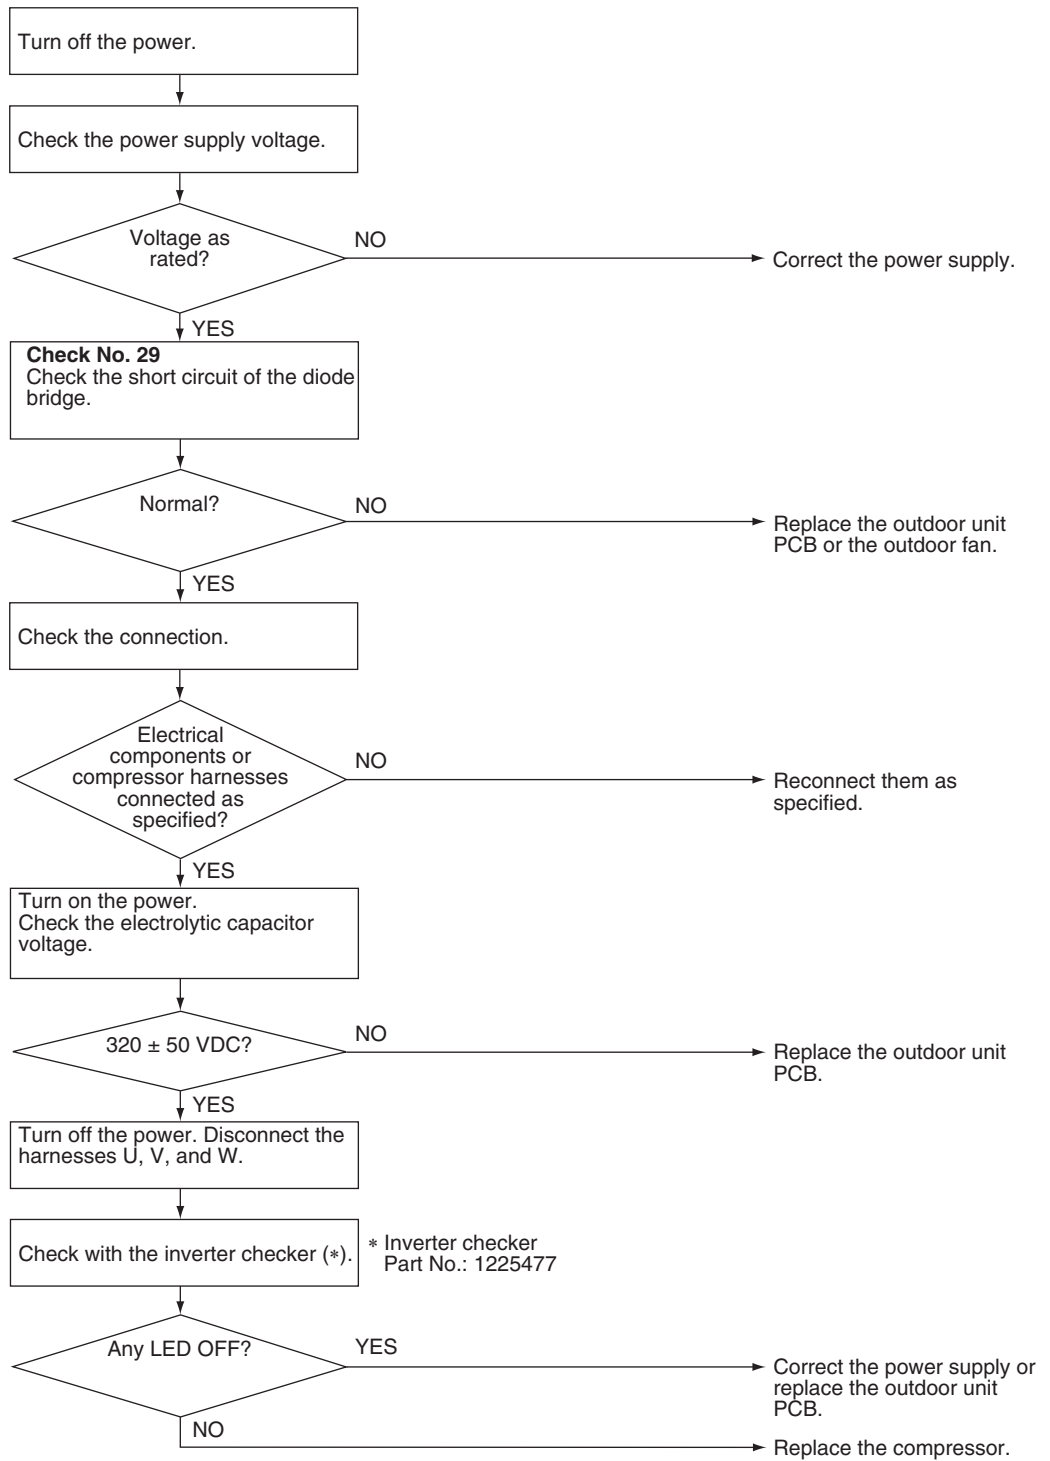 Turn off the power.
Check the power supply voltage.
Voltage as
rated?
NO
Correct the power supply.
YES
Check No. 29
Check the short circuit of the diode
bridge.
Normal?
NO
Replace the outdoor unit
PCB or the outdoor fan.
YES
Check the connection.
Electrical
components or
compressor harnesses
connected as
specified?
NO
Reconnect them as
specified.
YES
Turn on the power.
Check the electrolytic capacitor
voltage.
320 ± 50 VDC?
NO
Replace the outdoor unit
PCB.
YES
Turn off the power. Disconnect the
harnesses U, V, and W.
Check with the inverter checker (∗).
∗ Inverter checker
Part No.: 1225477
Any LED OFF?
YES
Correct the power supply or
replace the outdoor unit
PCB.
NO
Replace the compressor.